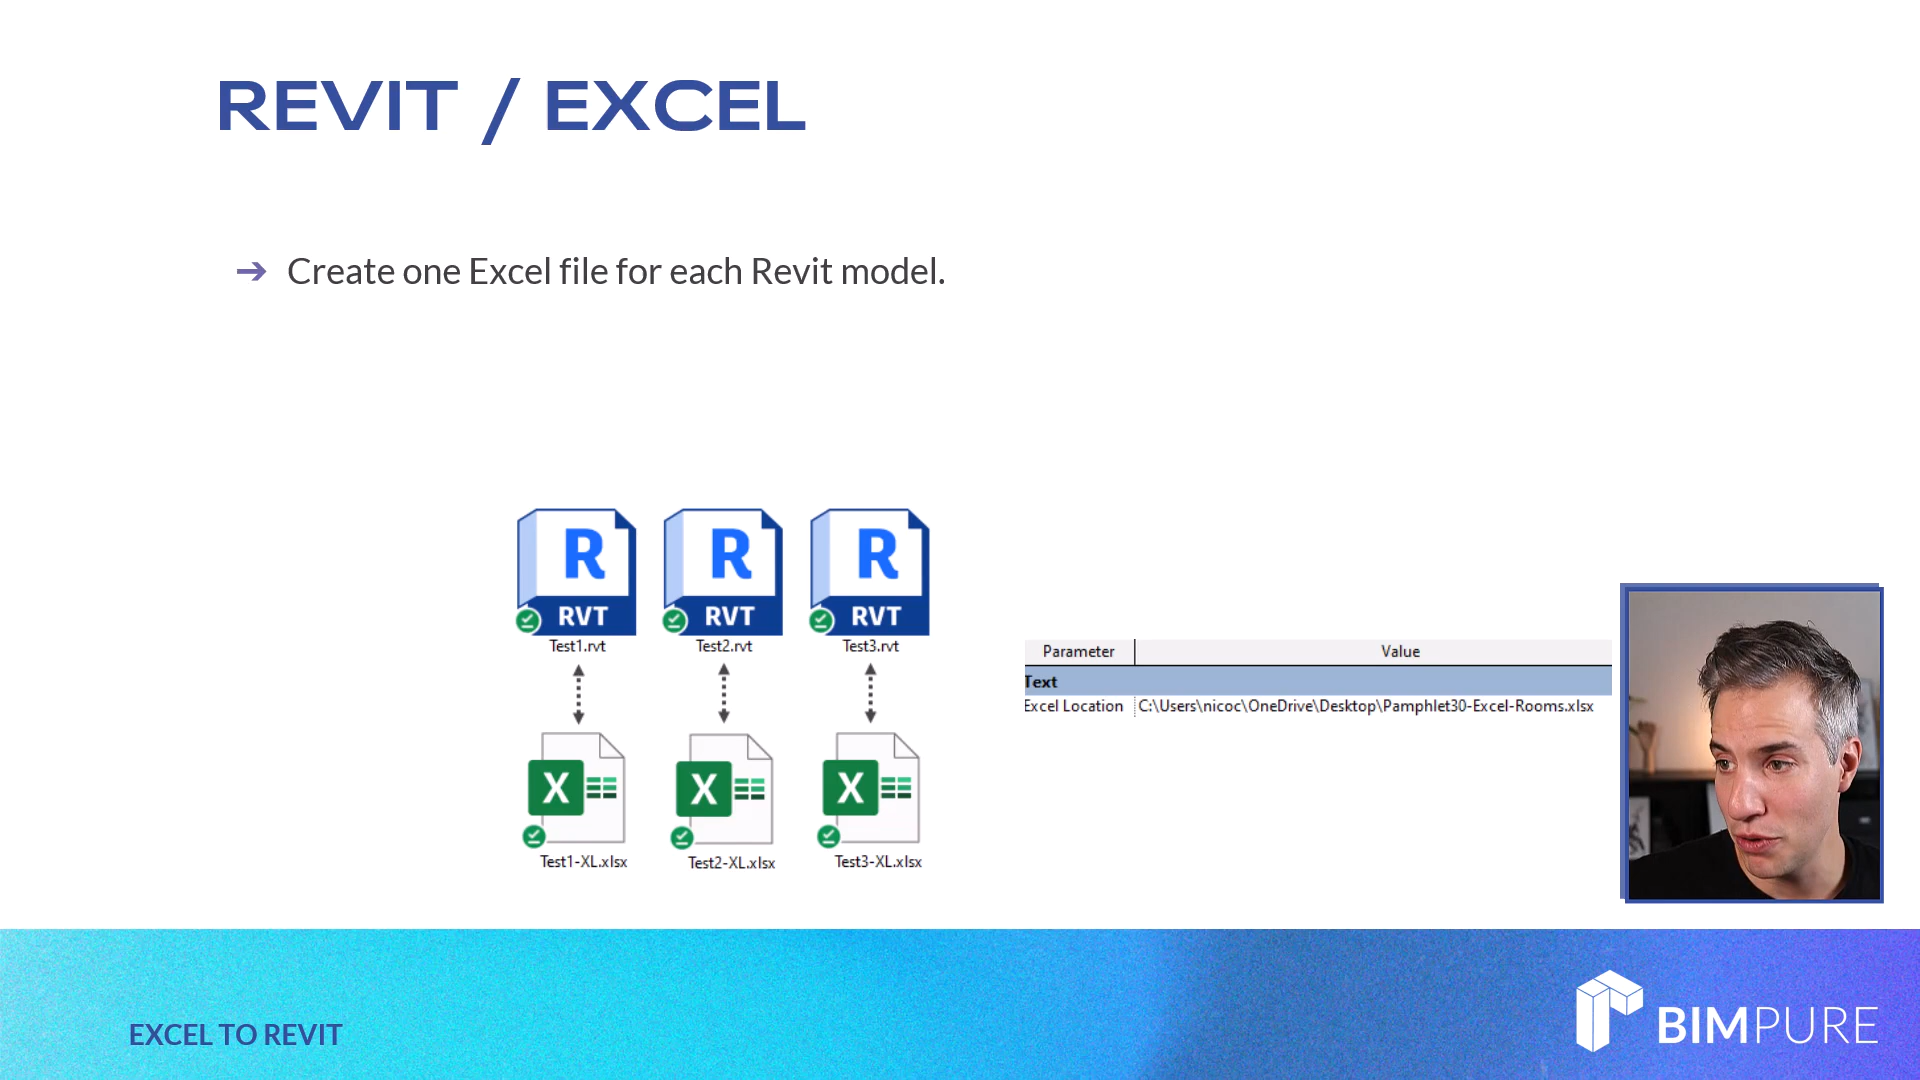 REVIT / EXCEL
➔ Create one Excel file for each Revit model.
R R R
RVT RVT RVT
Test1.rvt Test2.rvt Test3.rvt
X X X
Test1-XL.xlsx Test2-XL.xlsx Test3-XL.xlsx
Parameter Value
Text
Excel Location C:\Users\nicoc\OneDrive\Desktop\Pamphlet30-Excel-Rooms.xlsx
EXCEL TO REVIT
BIMPURE